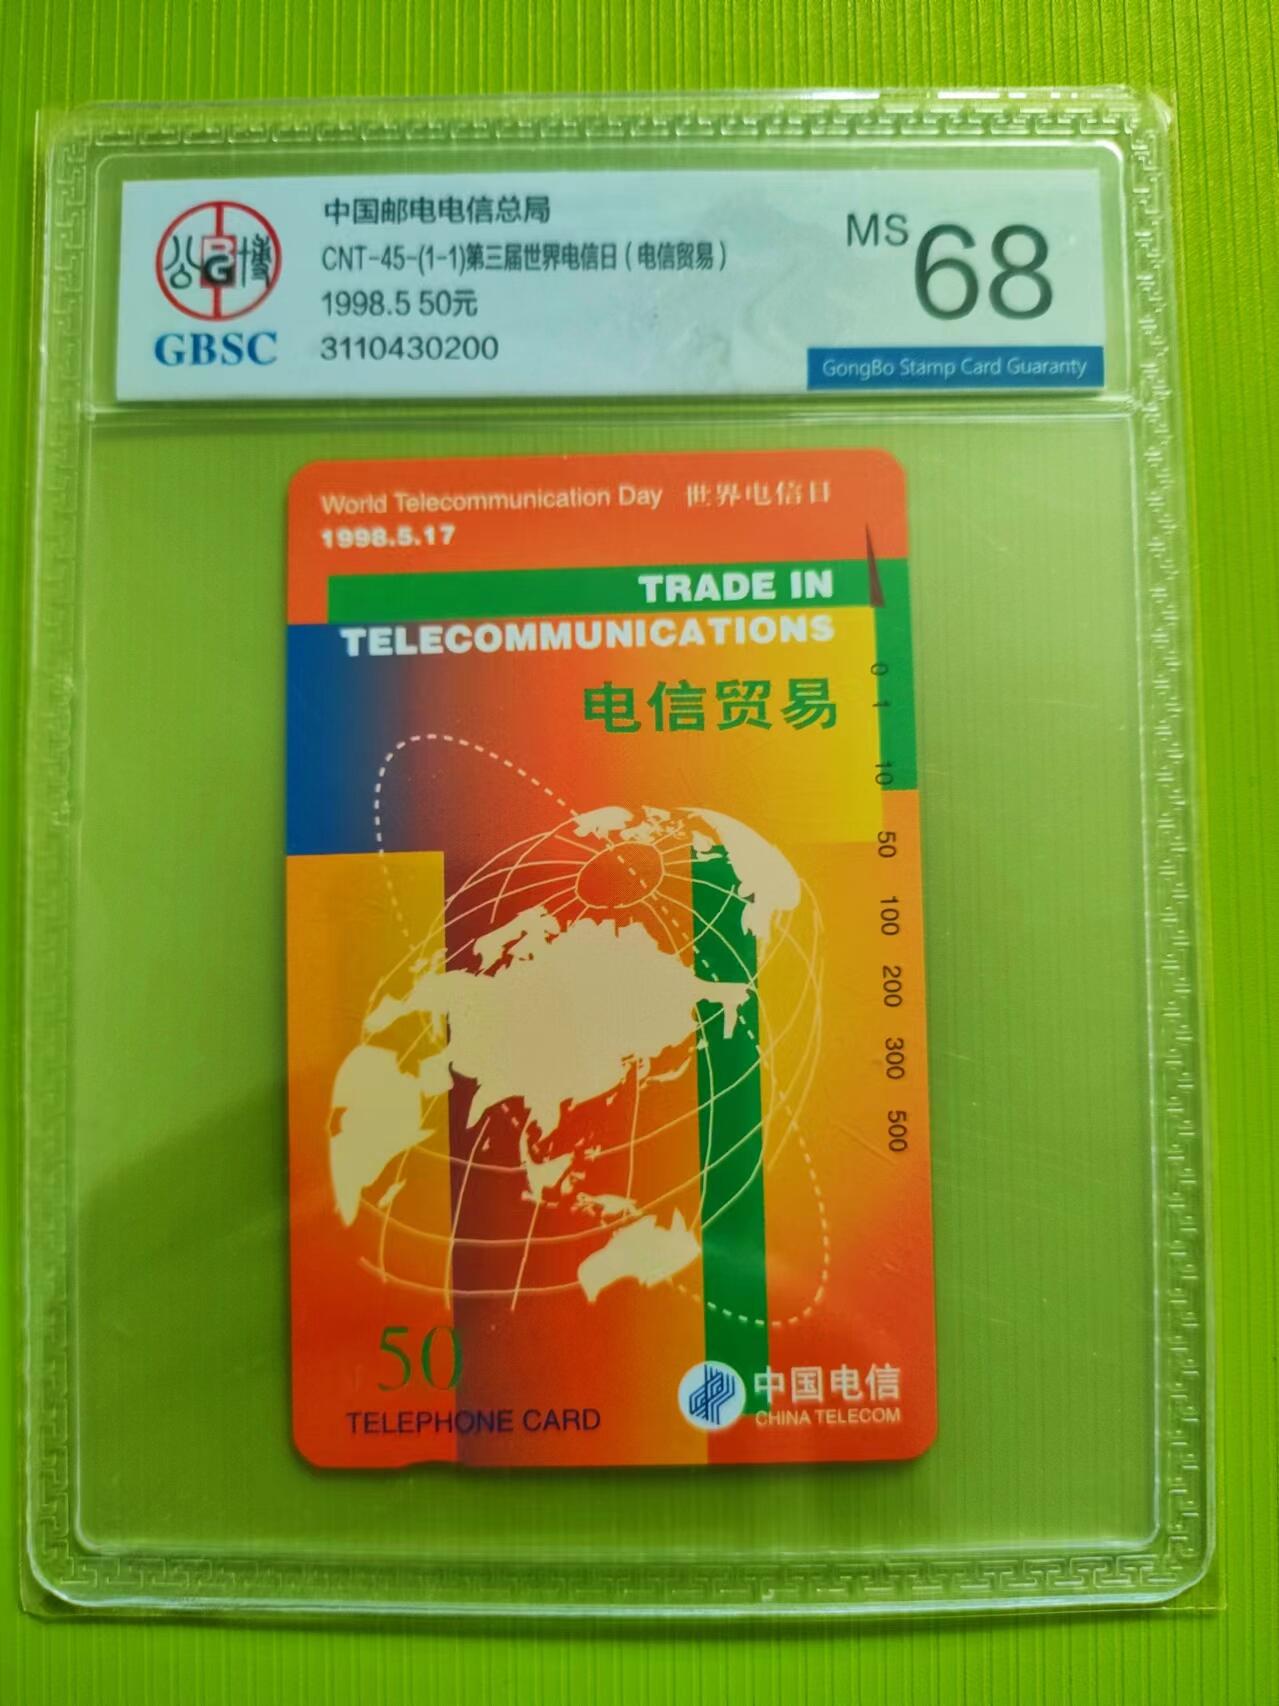 中国邮电电信总局
CNT-45-(1-1)第三届世界电信日(电信贸易)
1998.5 50元
3110430200
公博
BG
GBSC
MS 68
GongBo Stamp Card Guaranty
World Telecommunication Day 世界电信日
1998.5.17
TRADE IN
TELECOMMUNICATIONS
电信贸易
0
1
10
50
100
200
300
500
50
TELEPHONE CARD
中国电信
CHINA TELECOM